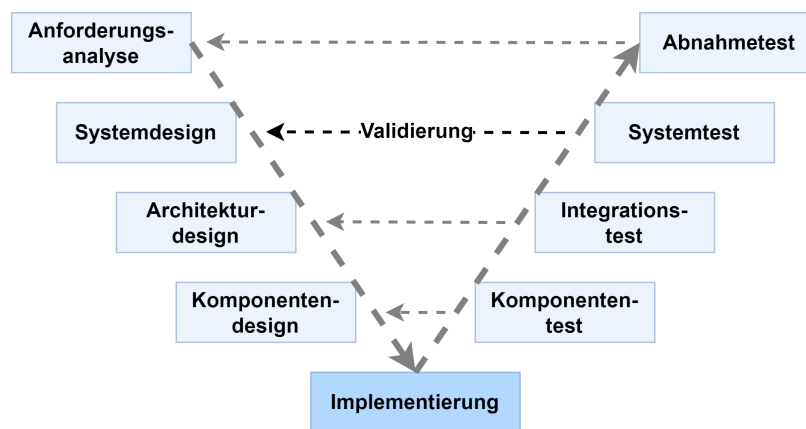 Anforderungs-
analyse
Abnahmetest
Systemdesign
Validierung
Systemtest
Architektur-
design
Integrations-
test
Komponenten-
design
Komponenten-
test
Implementierung